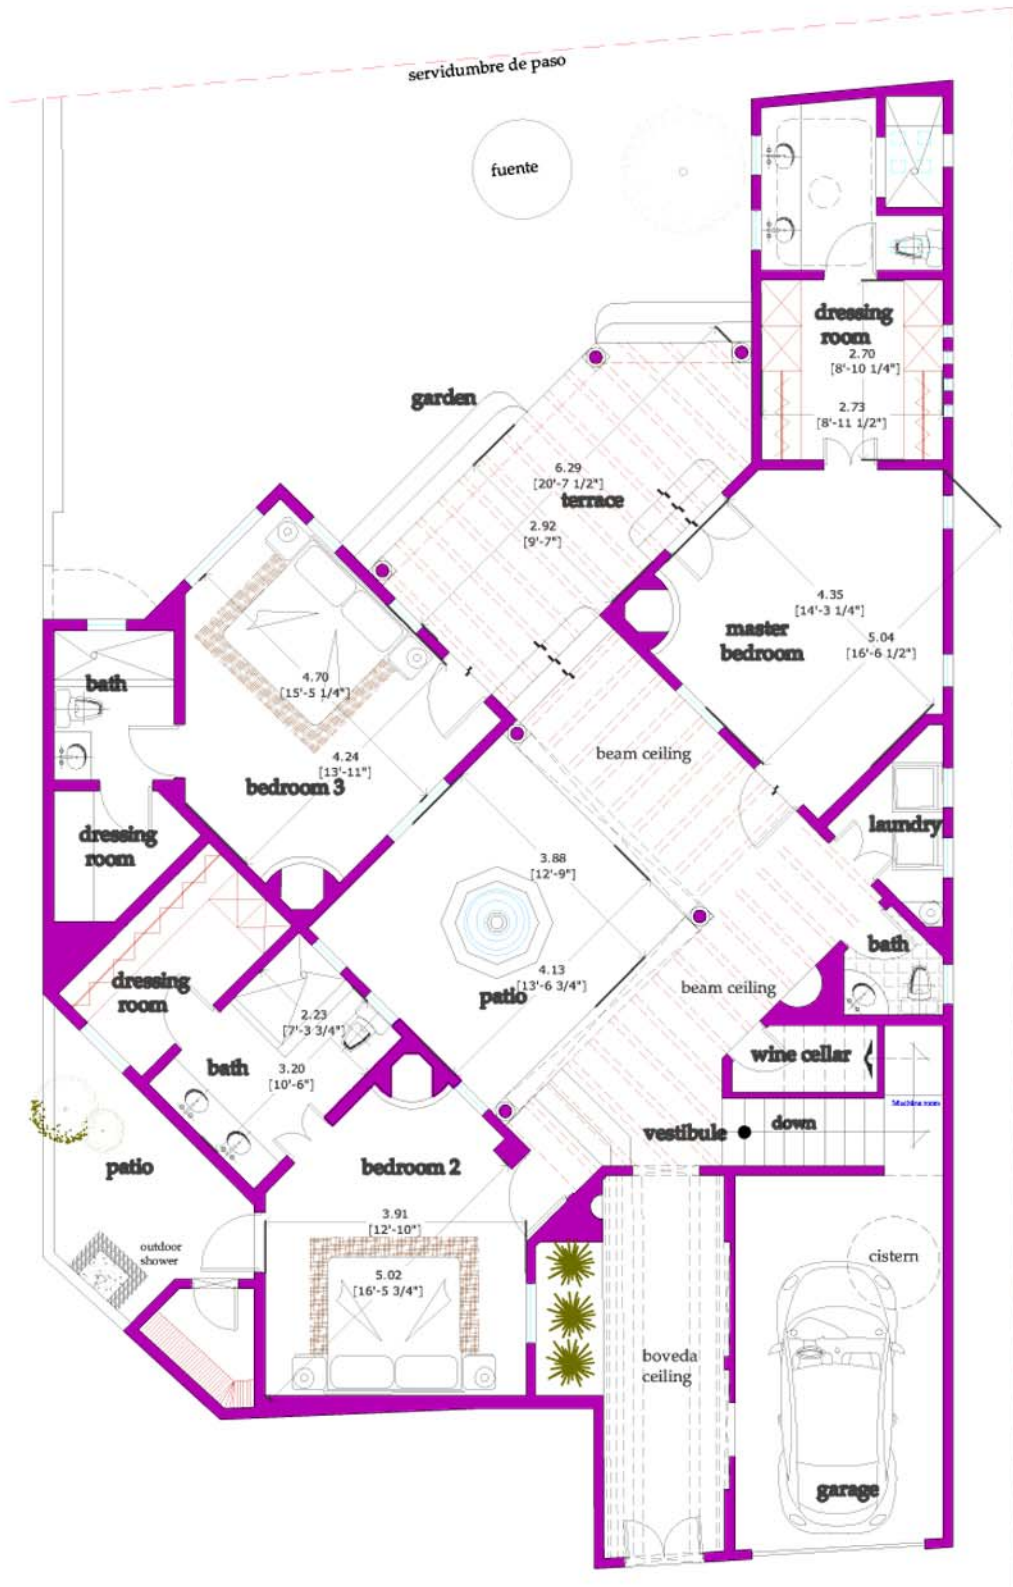 servidumbre de paso
fuente
dressing
room
2.70
[8'-10 1/4"]
2.73
[8'-11 1/2"]
garden
6.29
[20'-7 1/2"]
terrace
2.92
[9'-7"]
4.35
[14'-3 1/4"]
master
bedroom
5.04
[16'-6 1/2"]
bath
4.70
[15'-5 1/4"]
4.24
[13'-11"]
bedroom 3
beam ceiling
dressing
room
laundry
3.88
[12'-9"]
bath
4.13
[13'-6 3/4"]
patio
beam ceiling
dressing
room
2.23
[7'-3 3/4"]
bath
3.20
[10'-6"]
wine cellar
Machine room
vestibule
down
patio
bedroom 2
3.91
[12'-10"]
outdoor
shower
5.02
[16'-5 3/4"]
cistern
boveda
ceiling
garage